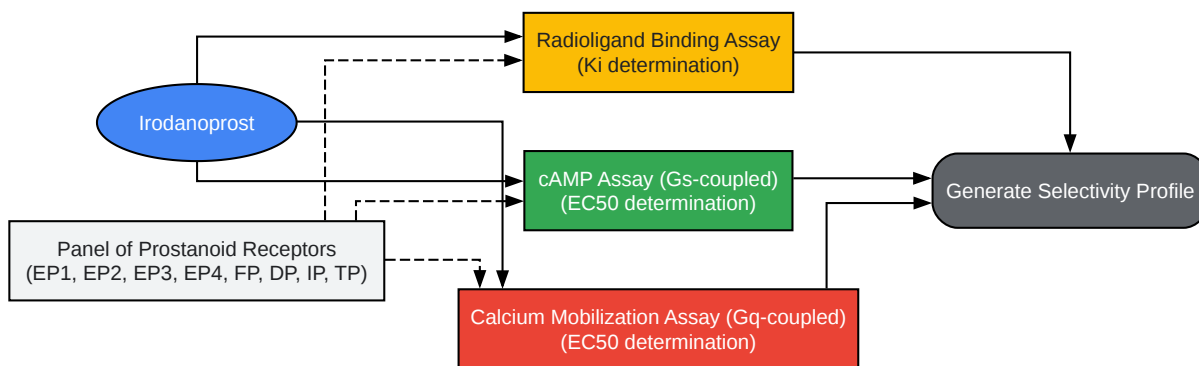 Radioligand Binding Assay
(Ki determination)
Irodanoprost
cAMP Assay (Gs-coupled)
(EC50 determination)
Generate Selectivity Profile
Panel of Prostanoid Receptors
(EP1, EP2, EP3, EP4, FP, DP, IP, TP)
Calcium Mobilization Assay (Gq-coupled)
(EC50 determination)